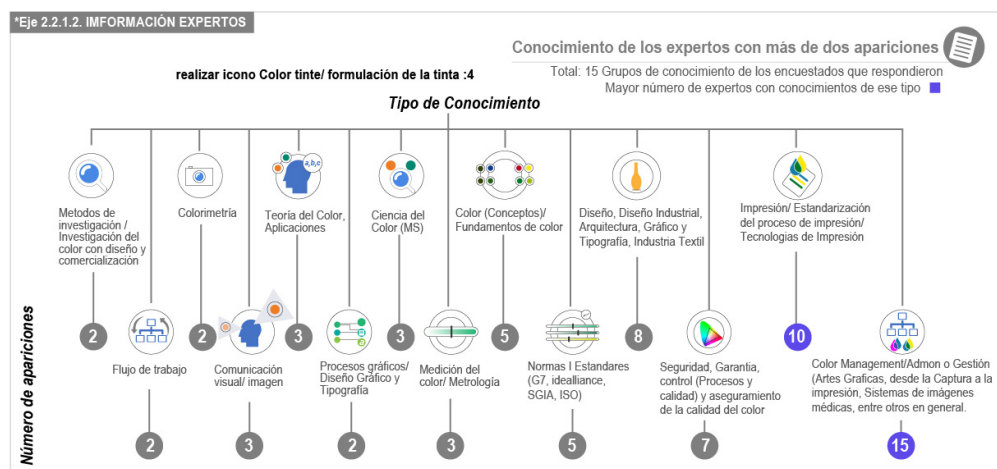 *Eje 2.2.1.2. IMFORMACIÓN EXPERTOS
Conocimiento de los expertos con más de dos apariciones
realizar icono Color tinte/ formulación de la tinta :4
Total: 15 Grupos de conocimiento de los encuestados que respondieron
Mayor número de expertos con conocimientos de ese tipo
Tipo de Conocimiento
a,b,c
Metodos de
investigación /
Investigación del
color con diseño y
comercialización
Colorimetría
Teoría del Color,
Aplicaciones
Ciencia del
Color (MS)
Color (Conceptos)/
Fundamentos de color
Diseño, Diseño Industrial,
Arquitectura, Gráfico y
Tipografía, Industria Textil
Impresión/ Estandarización
del proceso de impresión/
Tecnologías de Impresión
2
2
3
3
5
8
10
Flujo de trabajo
Comunicación
visual/ imagen
Procesos gráficos/
Diseño Gráfico y
Tipografía
Medición del
color/ Metrología
Normas I Estandares
(G7, idealliance,
SGIA, ISO)
Seguridad, Garantia,
control (Procesos y
calidad) y aseguramiento
de la calidad del color
Color Management/Admon o Gestión
(Artes Graficas, desde la Captura a la
impresión, Sistemas de imágenes
médicas, entre otros en general.
2
3
2
3
5
7
15
Número de apariciones